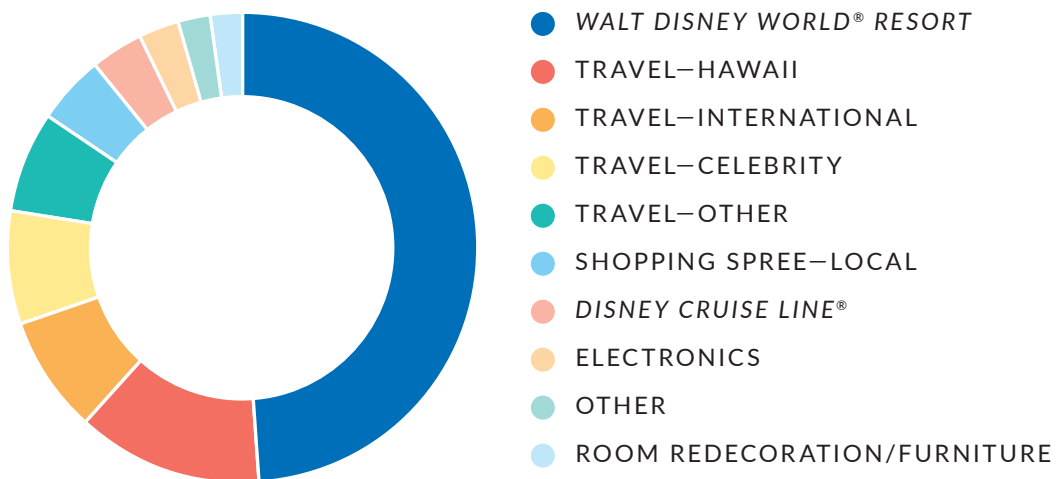 WALT DISNEY WORLD® RESORT
TRAVEL—HAWAII
TRAVEL—INTERNATIONAL
TRAVEL—CELEBRITY
TRAVEL—OTHER
SHOPPING SPREE—LOCAL
DISNEY CRUISE LINE®
ELECTRONICS
OTHER
ROOM REDECORATION/FURNITURE